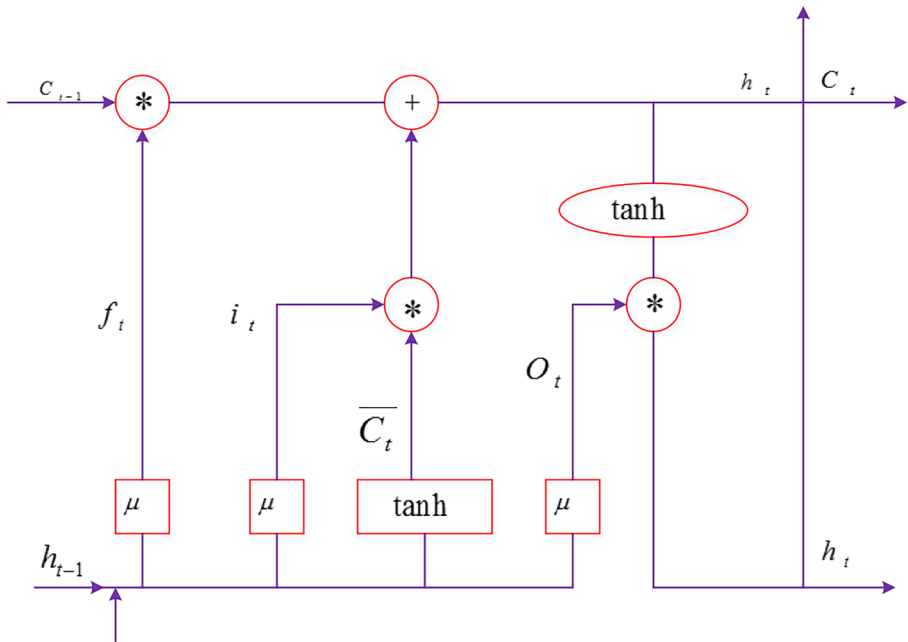 C t-1 * + h t C t
tanh
f t i t * *
O t
C̅ t
μ μ tanh μ
h t-1 h t